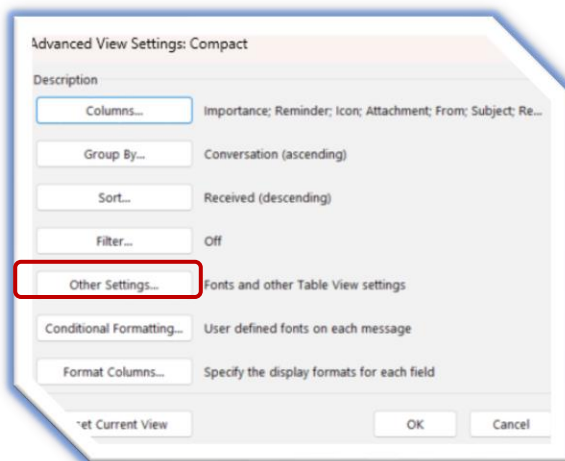 Advanced View Settings: Compact
Description
Columns... Importance; Reminder; Icon; Attachment; From; Subject; Re...
Group By... Conversation (ascending)
Sort... Received (descending)
Filter... Off
Other Settings... Fonts and other Table View settings
Conditional Formatting... User defined fonts on each message
Format Columns... Specify the display formats for each field
Current View OK Cancel